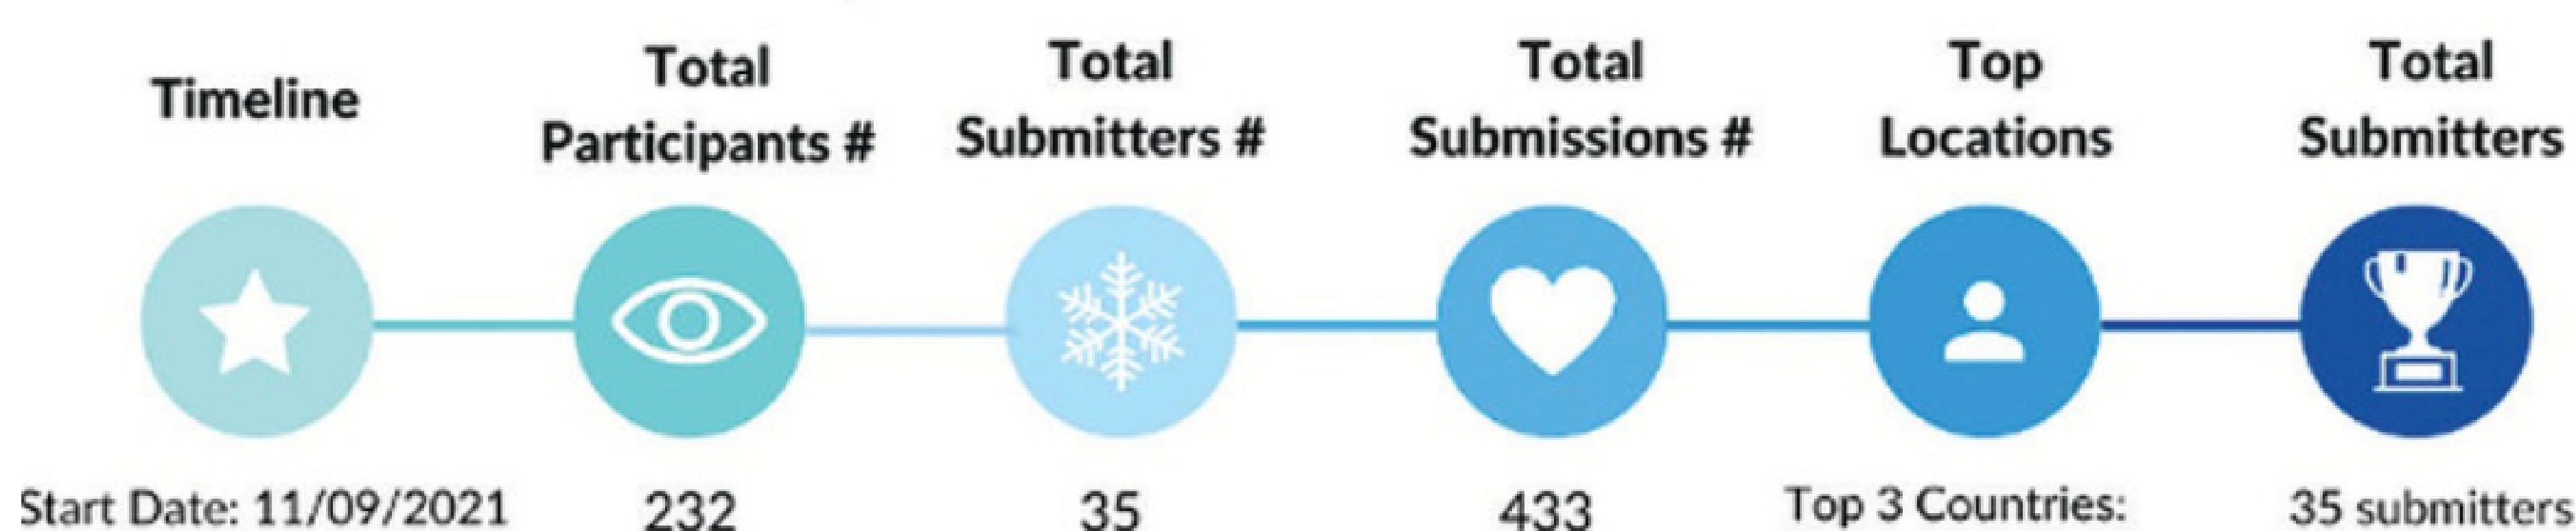 Timeline
Total
Participants #
Total
Submitters #
Total
Submissions #
Top
Locations
Total
Submitters
Start Date: 11/09/2021
232
35
433
Top 3 Countries:
35 submitters